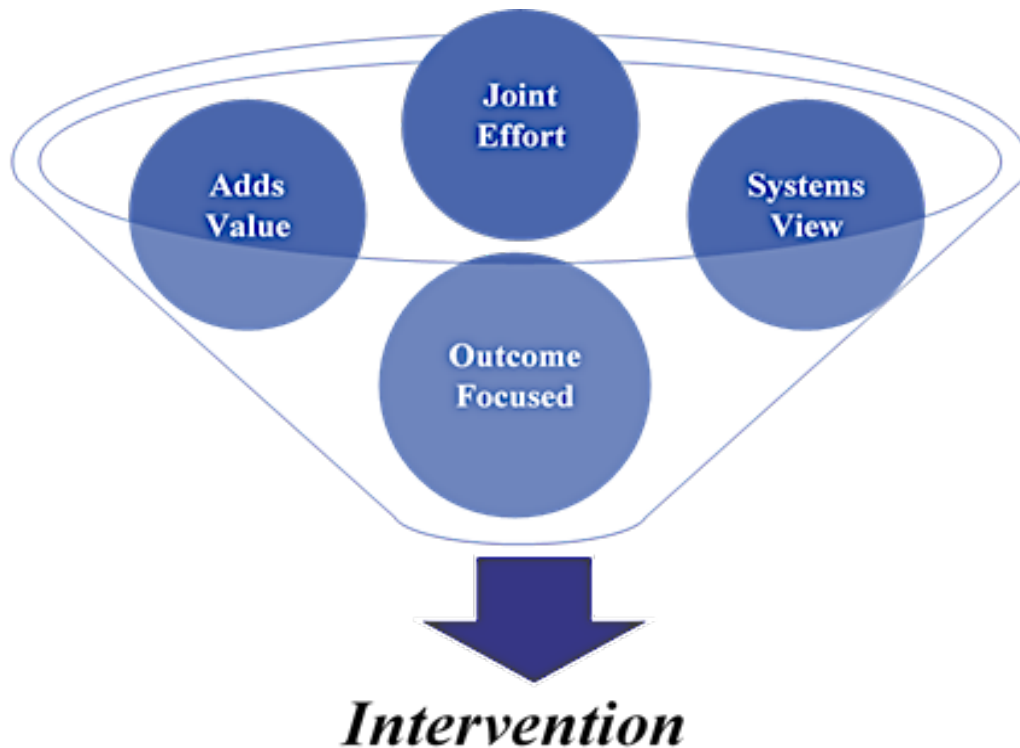 Joint
Effort
Adds
Value
Systems
View
Outcome
Focused
Intervention